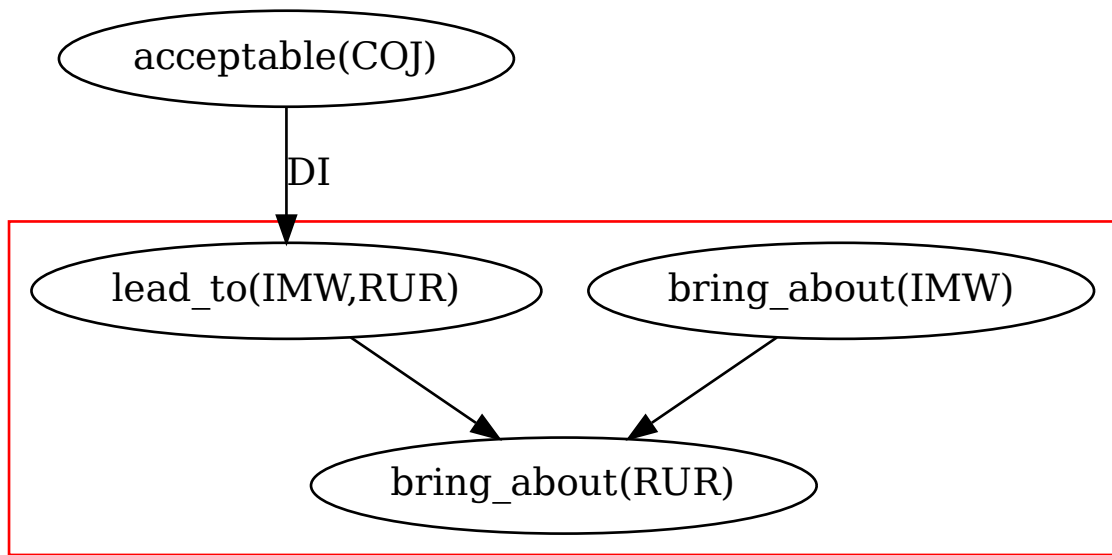 acceptable(COJ)
DI
lead_to(IMW,RUR)
bring_about(IMW)
bring_about(RUR)